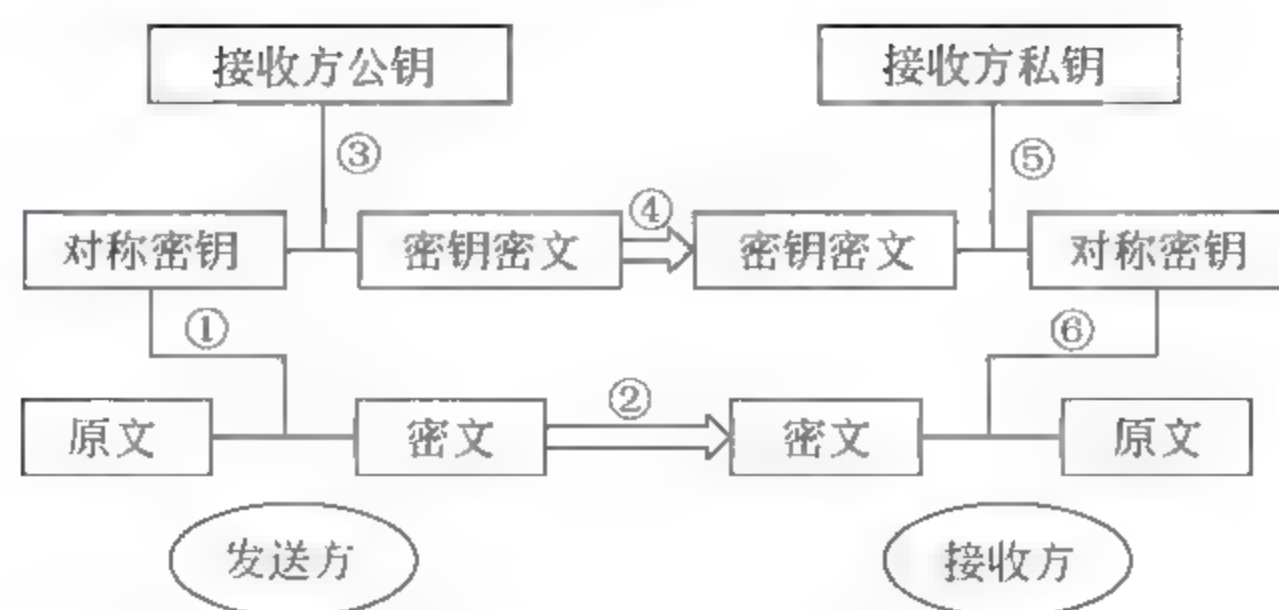 接收方公钥 接收方私钥
③ ⑤
④
对称密钥 密钥密文 密钥密文 对称密钥
① ⑥
②
原文 密文 密文 原文
发送方 接收方